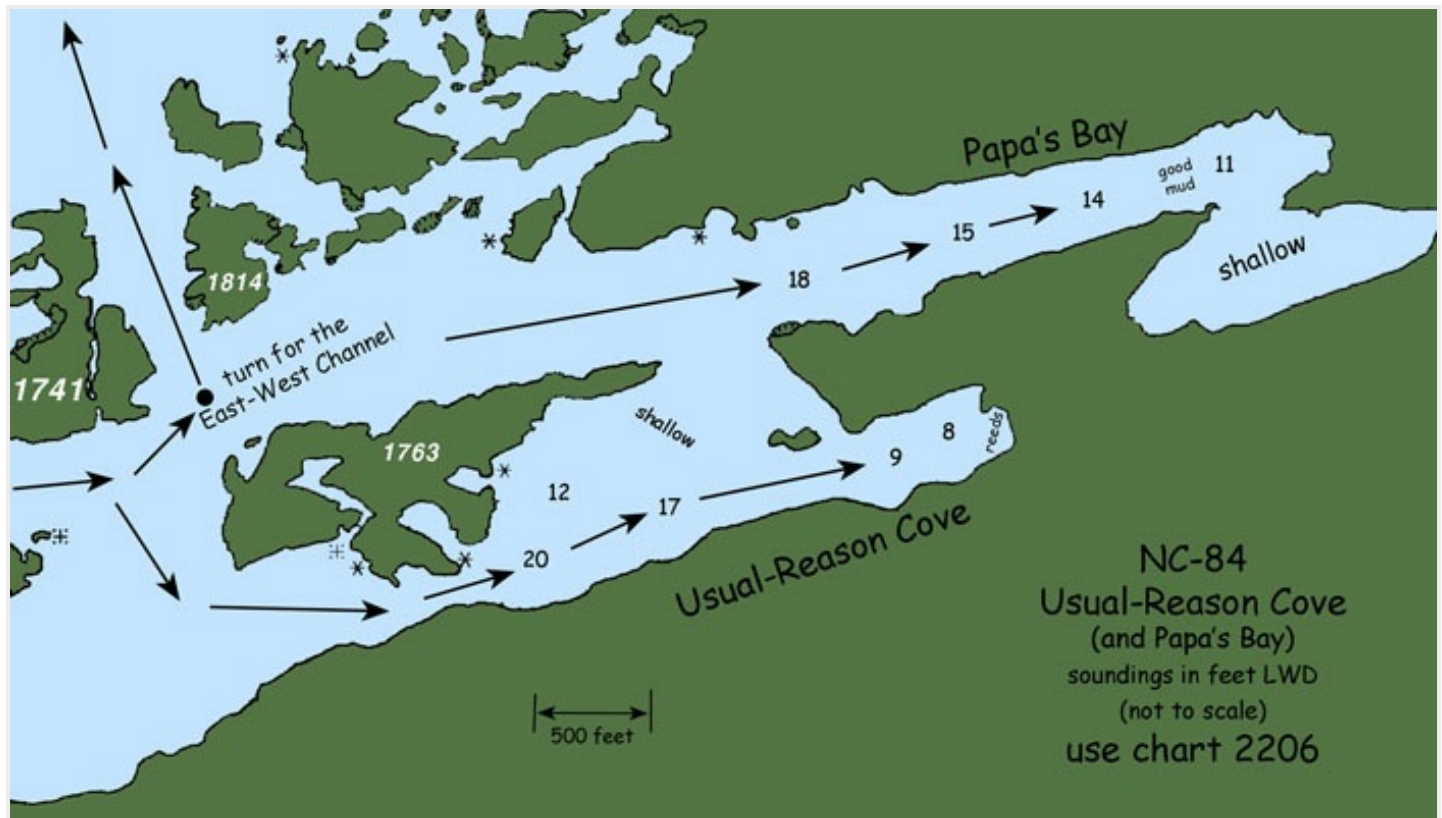 Papa's Bay
good
mud
11
14
15
18
shallow
1814
turn for the
East-West Channel
1741
1763
shallow
8
reeds
9
12
17
20
Usual-Reason Cove
NC-84
Usual-Reason Cove
(and Papa's Bay)
soundings in feet LWD
(not to scale)
use chart 2206
500 feet